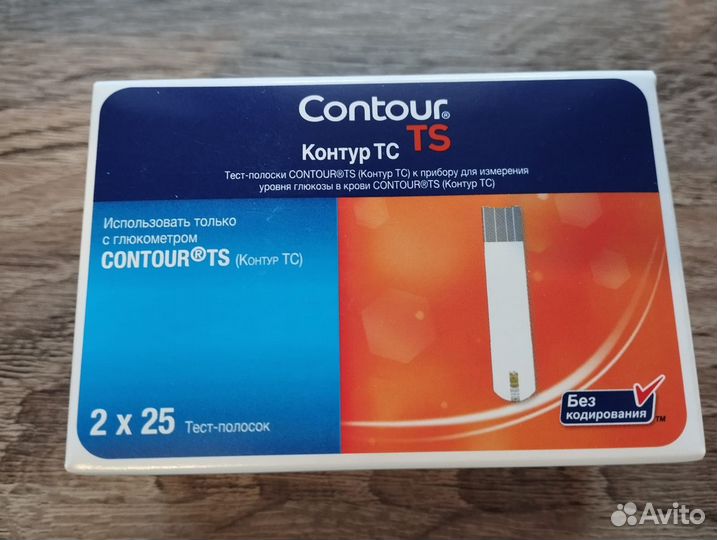 Contour®
TS
Контур ТС
Тест-полоски CONTOUR®TS (Контур ТС) к прибору для измерения
уровня глюкозы в крови CONTOUR®TS (Контур ТС)
Использовать только
с глюкометром
CONTOUR®TS (Контур ТС)
2 x 25 Тест-полосок
Без
кодирования
™
Avito